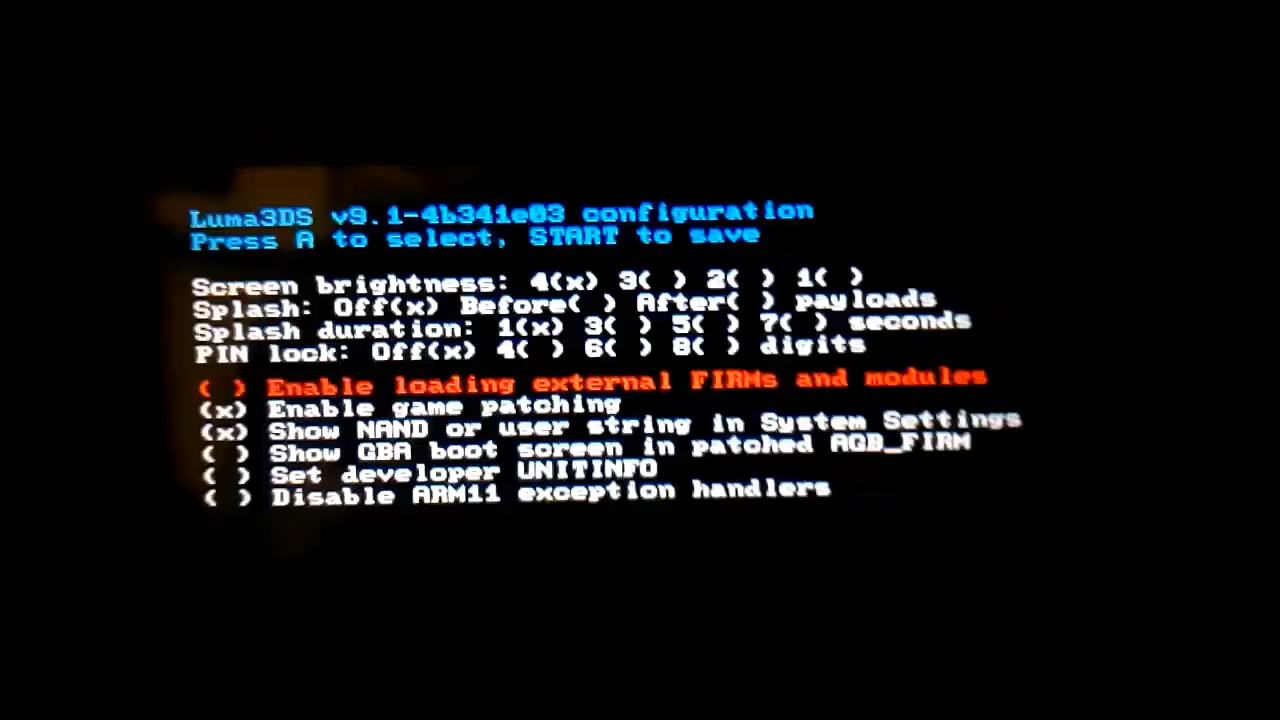 Luma3DS v9.1-4b341e03 configuration
Press A to select, START to save
Screen brightness: 4(x) 3( ) 2( ) 1( )
Splash: Off(x) Before( ) After( ) payloads
Splash duration: 1(x) 3( ) 5( ) 7( ) seconds
PIN lock: Off(x) 4( ) 6( ) 8( ) digits
( ) Enable loading external FIRMs and modules
(x) Enable game patching
(x) Show NAND or user string in System Settings
( ) Show GBA boot screen in patched AGB_FIRM
( ) Set developer UNITINFO
( ) Disable ARM11 exception handlers